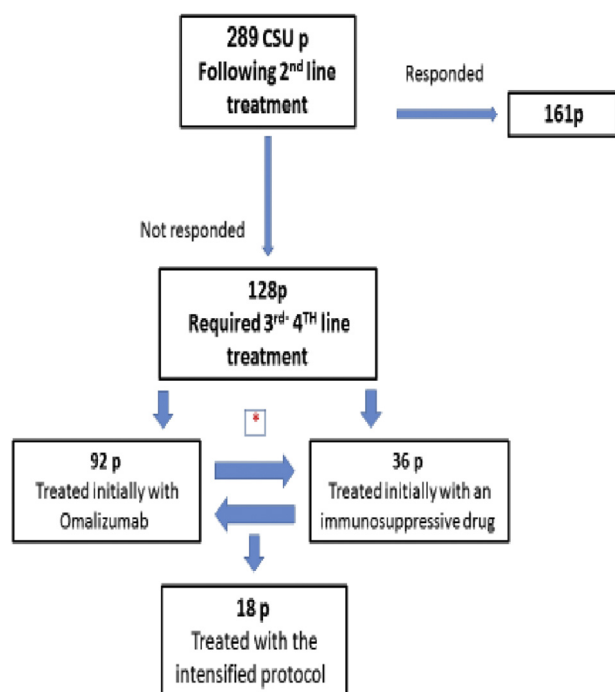 289 CSU p
Following 2nd line
treatment
Responded
161p
Not responded
128p
Required 3rd- 4TH line
treatment
*
92 p
Treated initially with
Omalizumab
36 p
Treated initially with an
immunosuppressive drug
18 p
Treated with the
intensified protocol